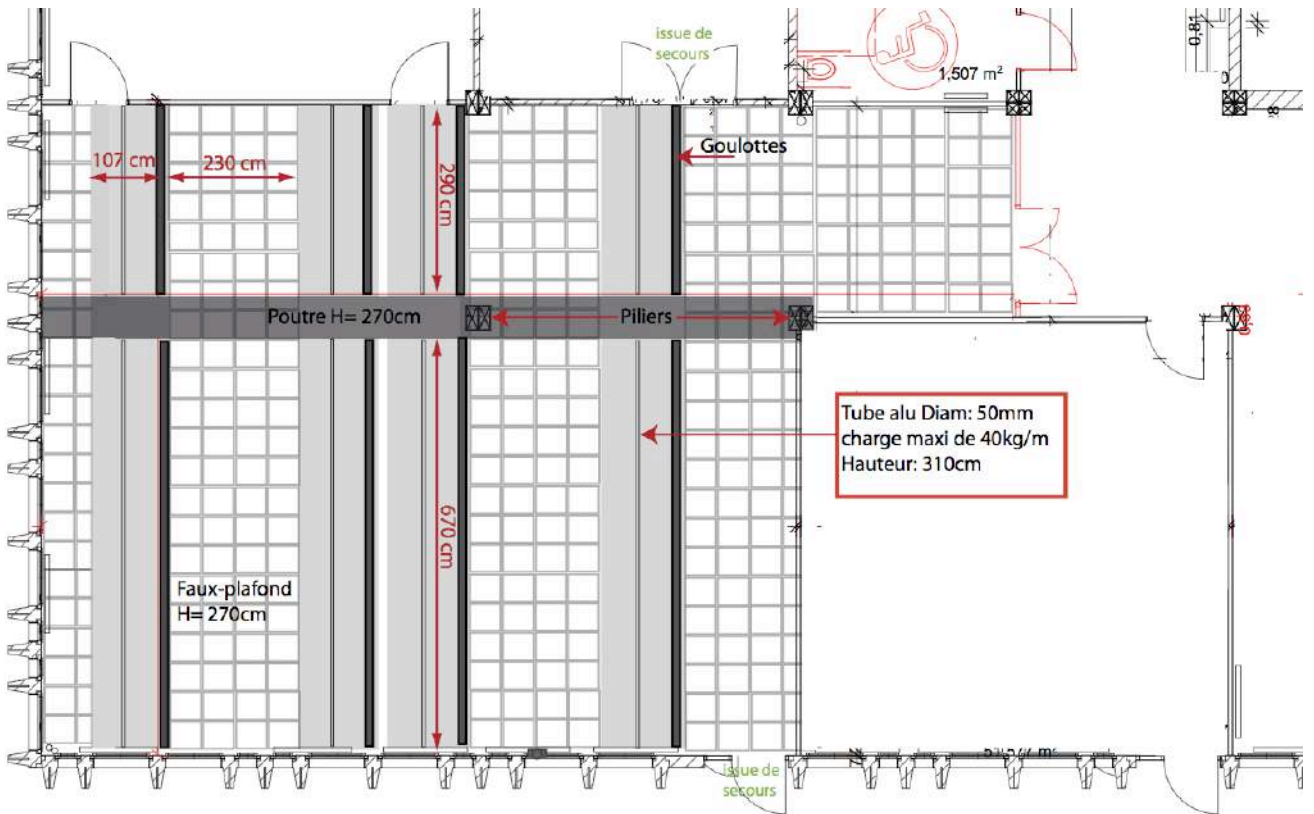 issue de
secours
0,81
1,507 m²
107 cm
230 cm
290 cm
Goulottes
Poutre H= 270cm
Piliers
Tube alu Diam: 50mm
charge maxi de 40kg/m
Hauteur: 310cm
670 cm
Faux-plafond
H= 270cm
issue de
secours